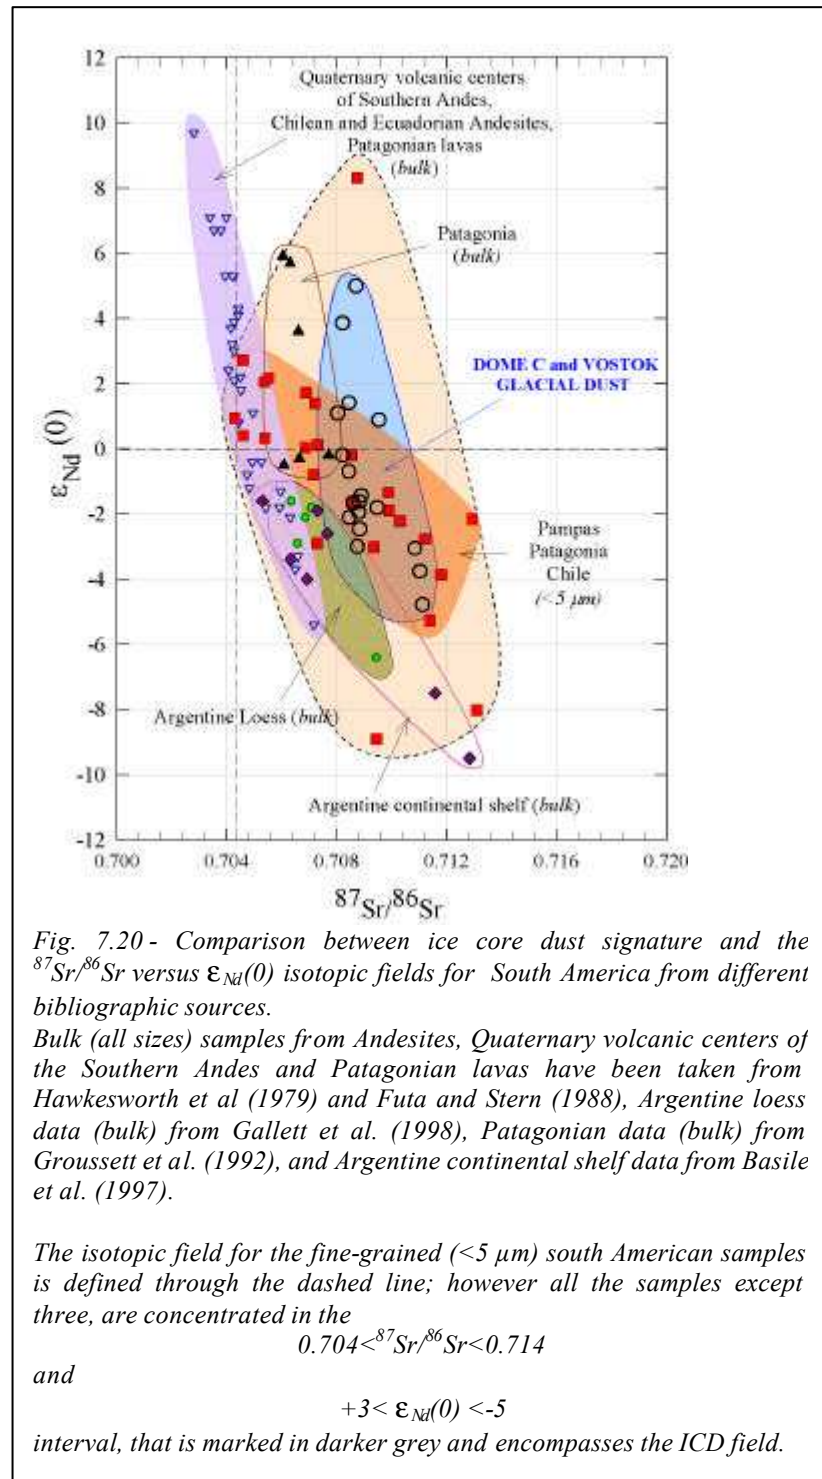 12
10
8
6
4
2
0
-2
-4
-6
-8
-10
-12
εNd(0)
Quaternary volcanic centers
of Southern Andes,
Chilean and Ecuadorian Andesites,
Patagonian lavas
(bulk)
Patagonia
(bulk)
DOME C and VOSTOK
GLACIAL DUST
Pampas
Patagonia
Chile
(<5 µm)
Argentine Loess (bulk)
Argentine continental shelf (bulk)
0.700 0.704 0.708 0.712 0.716 0.720
87Sr/86Sr
Fig. 7.20 - Comparison between ice core dust signature and the
87Sr/86Sr versus εNd(0) isotopic fields for South America from different
bibliographic sources.
Bulk (all sizes) samples from Andesites, Quaternary volcanic centers of
the Southern Andes and Patagonian lavas have been taken from
Hawkesworth et al (1979) and Futa and Stern (1988), Argentine loess
data (bulk) from Gallett et al. (1998), Patagonian data (bulk) from
Groussett et al. (1992), and Argentine continental shelf data from Basile
et al. (1997).
The isotopic field for the fine-grained (<5 µm) south American samples
is defined through the dashed line; however all the samples except
three, are concentrated in the
0.704<87Sr/86Sr<0.714
and
+3< εNd(0) <-5
interval, that is marked in darker grey and encompasses the ICD field.